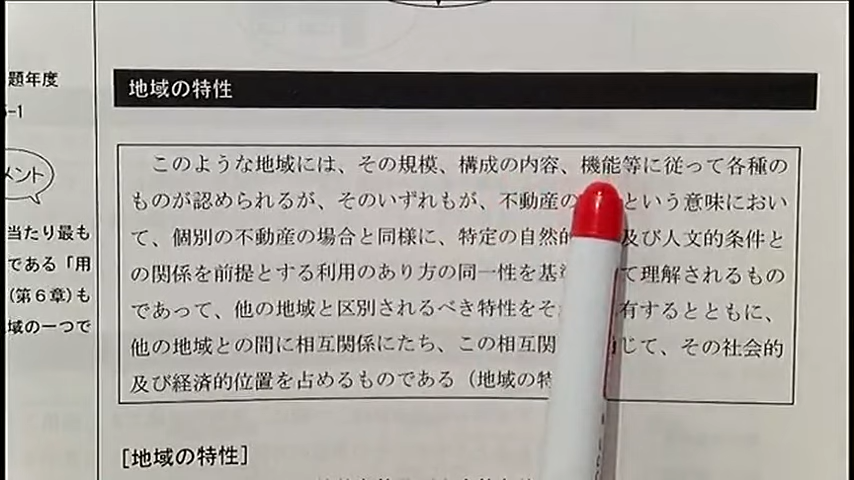 題年度
地域の特性
このような地域には、その規模、構成の内容、機能等に従って各種の
ものが認められるが、そのいずれもが、不動産の という意味におい
て、個別の不動産の場合と同様に、特定の自然的 及び人文的条件と
の関係を前提とする利用のあり方の同一性を基 て理解されるもの
であって、他の地域と区別されるべき特性をそ 有するとともに、
他の地域との間に相互関係にたち、この相互関 じて、その社会的
及び経済的位置を占めるものである（地域の特
メント
当たり最も
である「用
(第６章)も
域の一つで
[地域の特性]